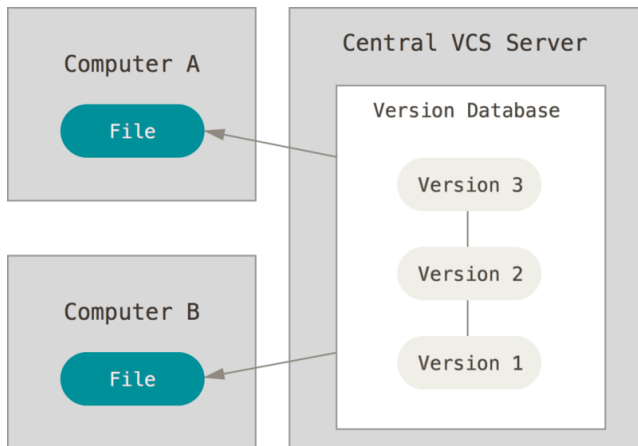 Computer A
File
Computer B
File
Central VCS Server
Version Database
Version 3
Version 2
Version 1